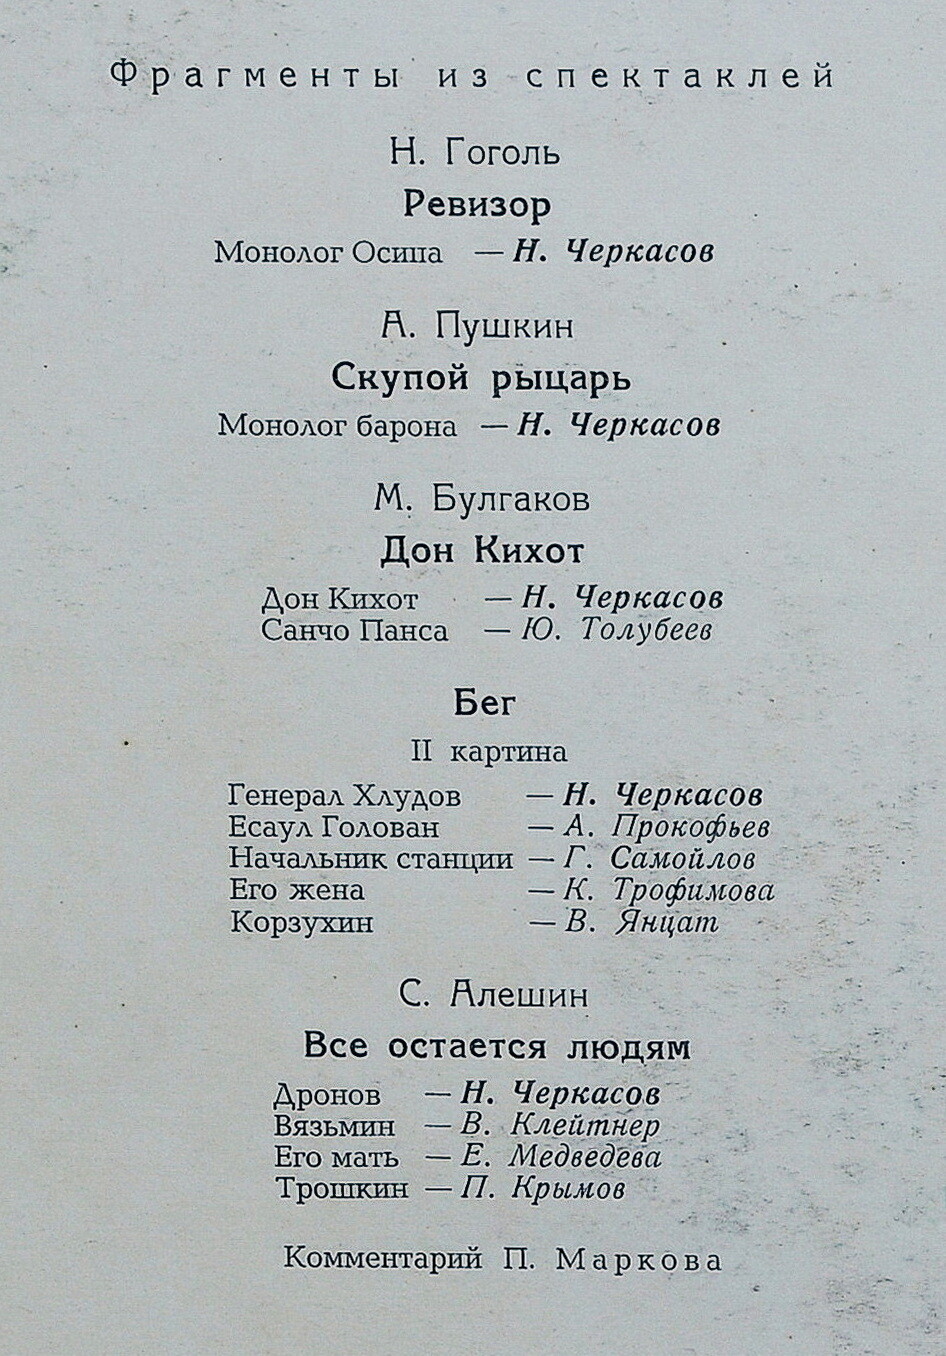 Фрагменты из спектаклей
Н. Гоголь
Ревизор
Монолог Осипа — Н. Черкасов
А. Пушкин
Скупой рыцарь
Монолог барона — Н. Черкасов
М. Булгаков
Дон Кихот
Дон Кихот — Н. Черкасов
Санчо Панса — Ю. Толубеев
Бег
II картина
Генерал Хлудов — Н. Черкасов
Есаул Голован — А. Прокофьев
Начальник станции — Г. Самойлов
Его жена — К. Трофимова
Корзухин — В. Янцат
С. Алешин
Все остается людям
Дронов — Н. Черкасов
Вязьмин — В. Клейтнер
Его мать — Е. Медведева
Трошкин — П. Крымов
Комментарий П. Маркова